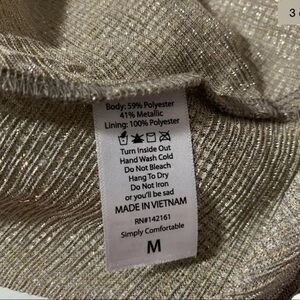 3
Body: 59% Polyester
41% Metallic
Lining: 100% Polyester
Turn Inside Out
Hand Wash Cold
Do Not Bleach
Hang To Dry
Do Not Iron
or you'll be sad
MADE IN VIETNAM
RN#142161
Simply Comfortable
M